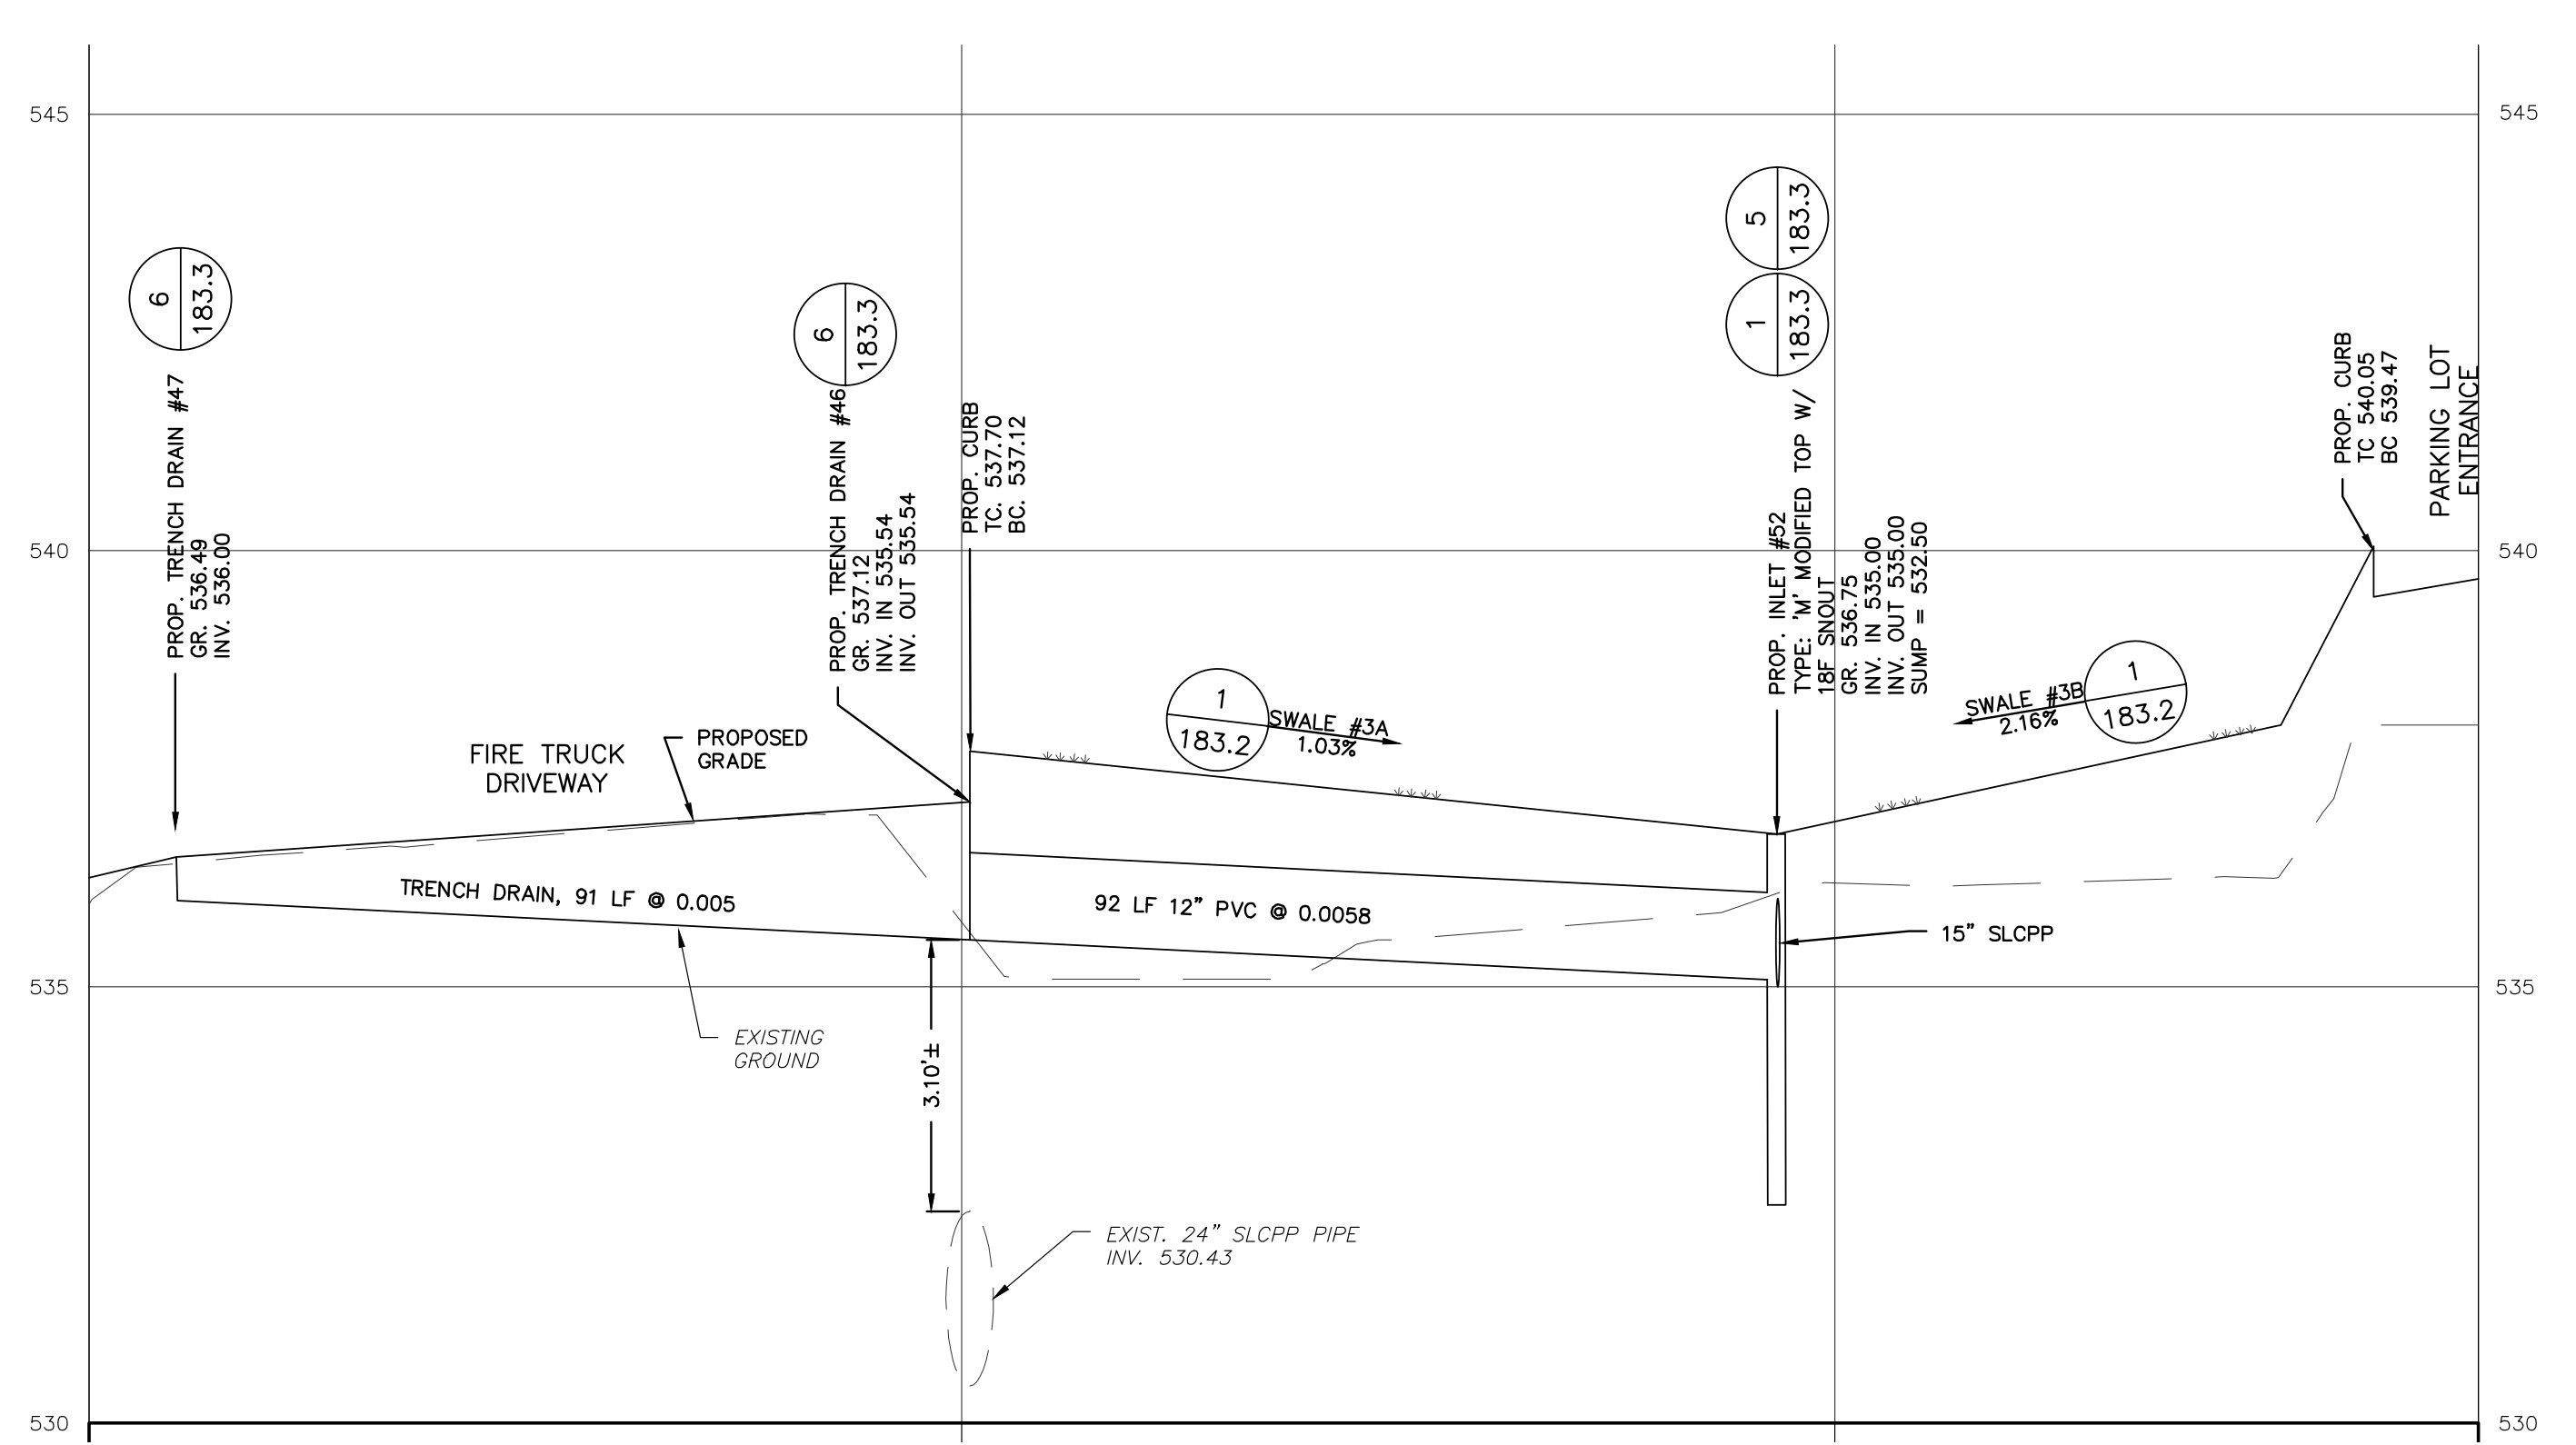 545
545
540
540
535
535
530
530
6
183.3
PROP. TRENCH DRAIN #47
GR. 536.49
INV. 536.00
6
183.3
PROP. TRENCH DRAIN #46
GR. 537.12
INV. IN 535.54
INV. OUT 535.54
PROP. CURB
TC. 537.70
BC. 537.12
5
183.3
1
183.3
PROP. INLET #52
TYPE: 'M' MODIFIED TOP W/
18F SNOUT
GR. 536.75
INV. IN 535.00
INV. OUT 535.00
SUMP = 532.50
PROP. CURB
TC 540.05
BC 539.47
PARKING LOT
ENTRANCE
FIRE TRUCK
DRIVEWAY
PROPOSED
GRADE
1
183.2
SWALE #3A
1.03%
SWALE #3B
2.16%
1
183.2
TRENCH DRAIN, 91 LF @ 0.005
92 LF 12" PVC @ 0.0058
15" SLCPP
EXISTING
GROUND
3.10'±
EXIST. 24" SLCPP PIPE
INV. 530.43